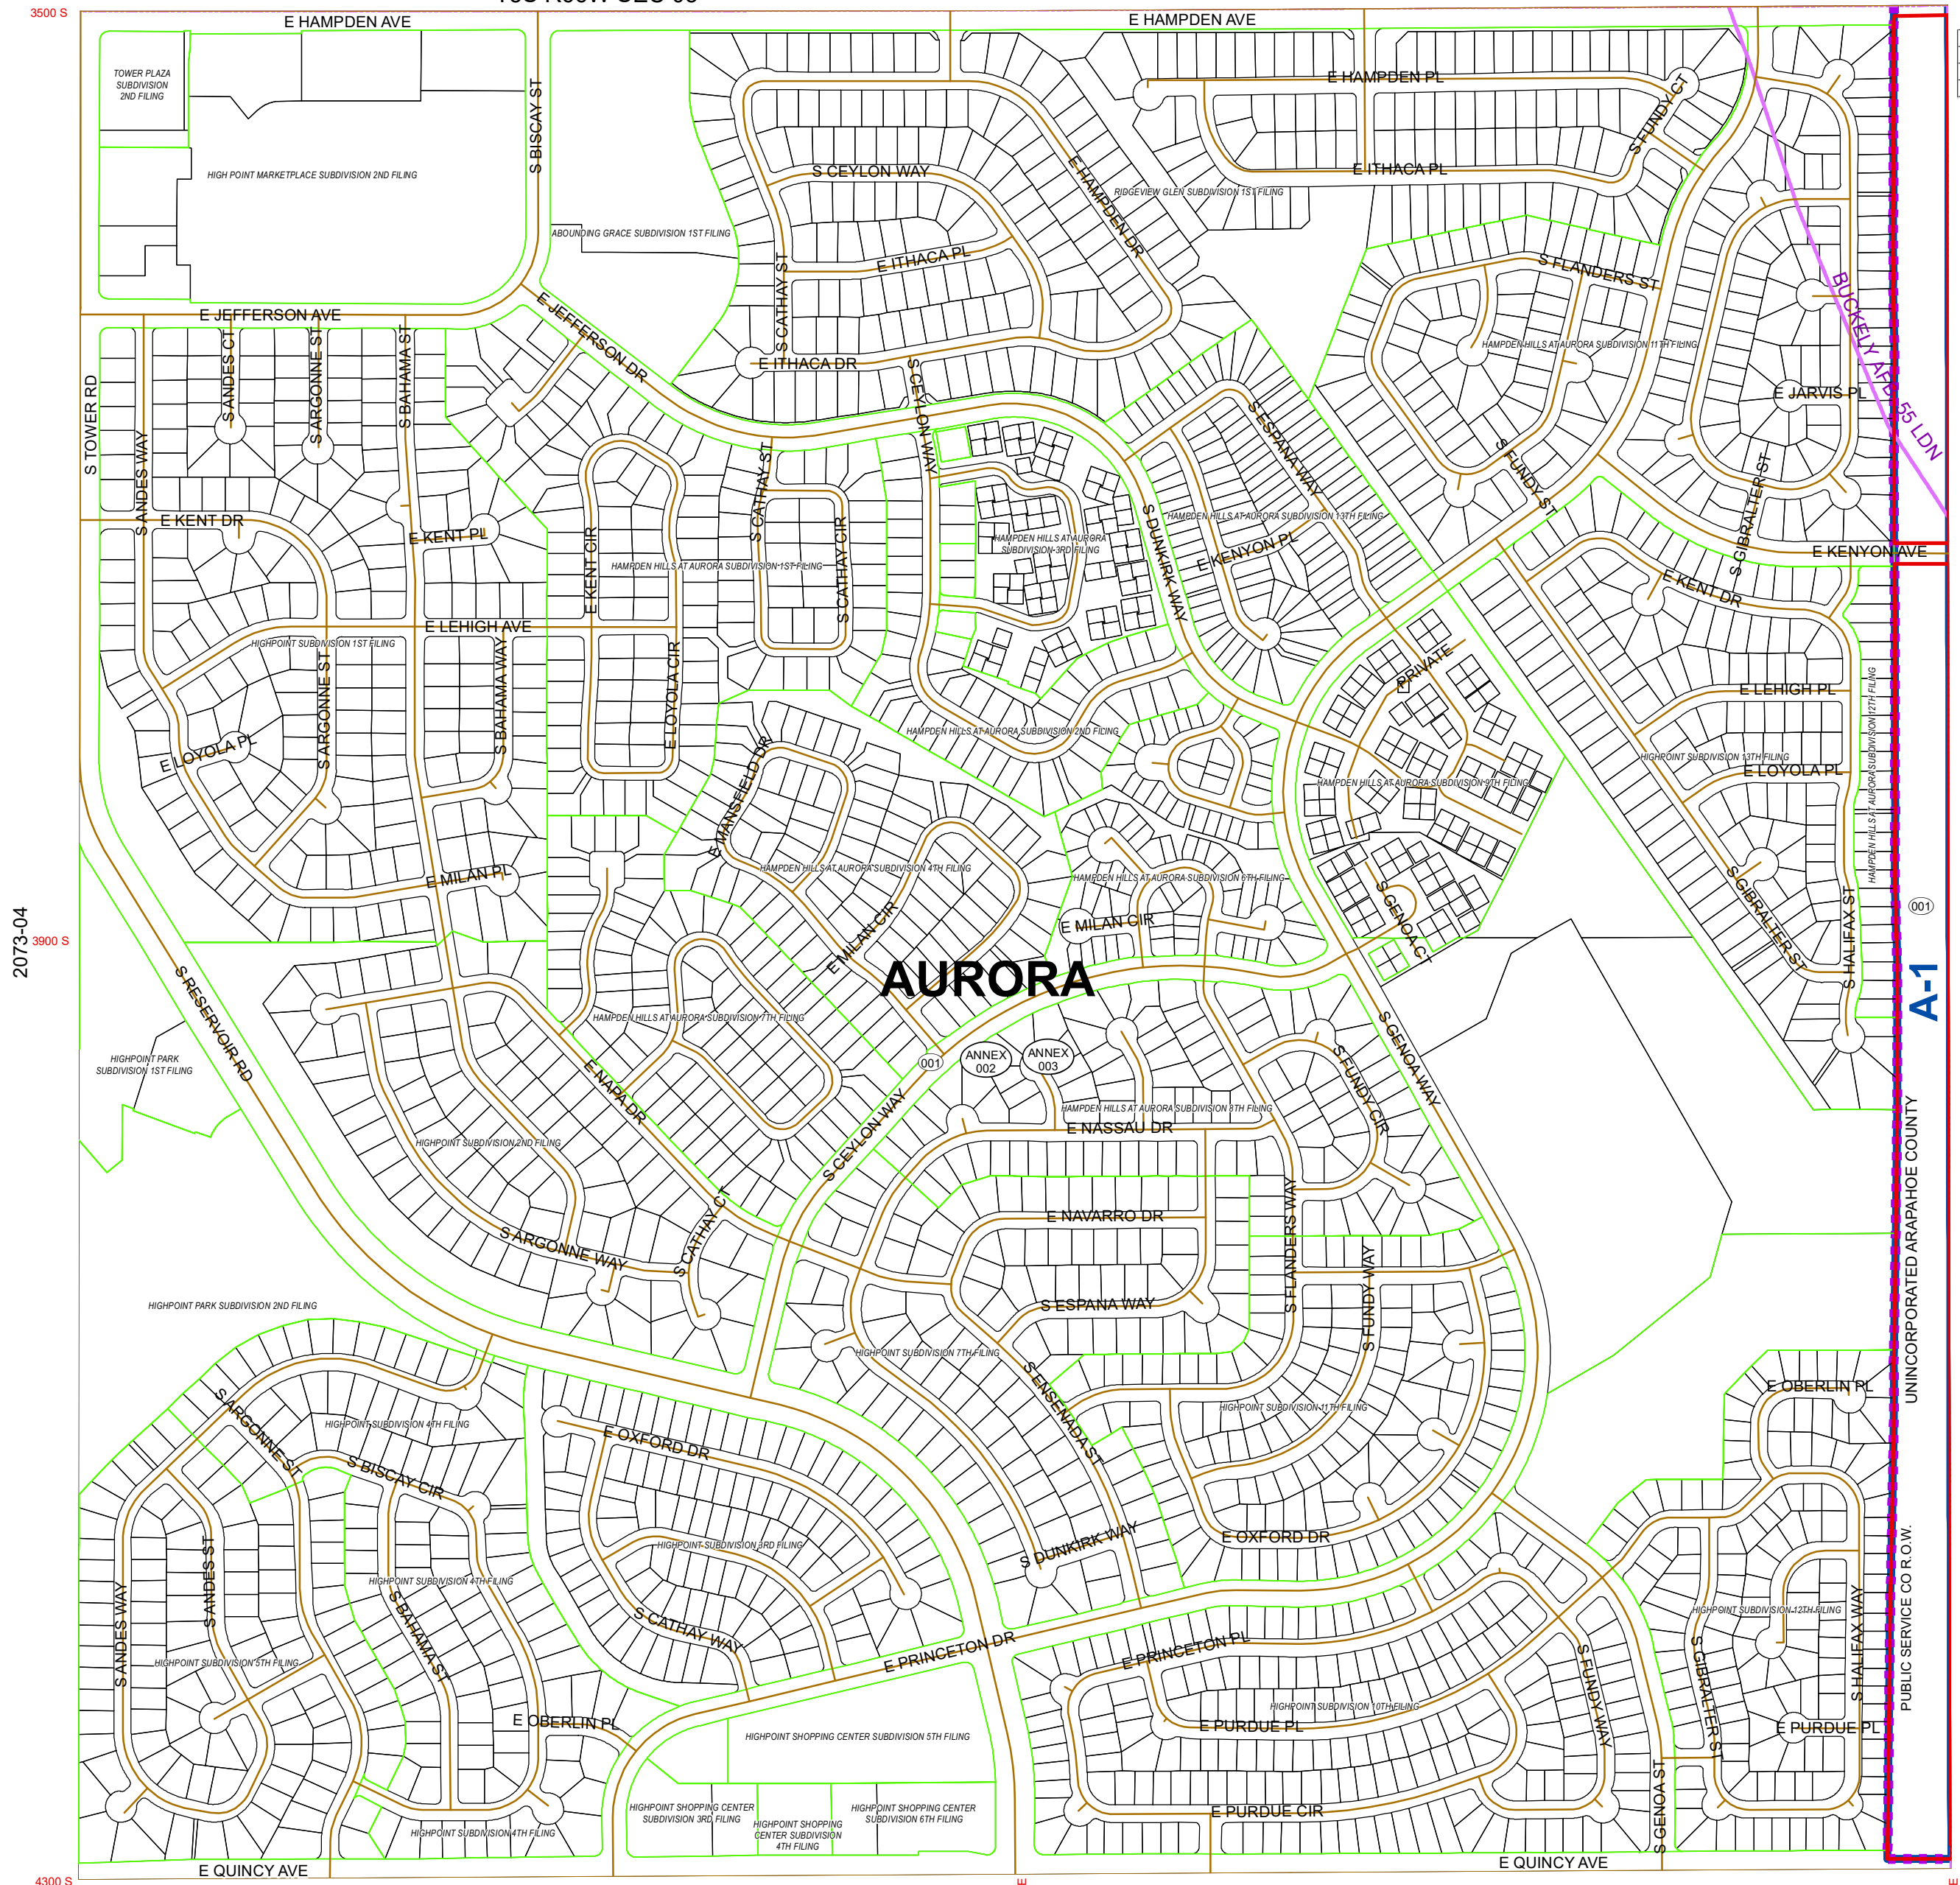 3500 S
E HAMPDEN AVE
E HAMPDEN AVE
TOWER PLAZA
SUBDIVISION
2ND FILING
S BISCAY ST
E HAMPDEN PL
S FUNDY CT
HIGH POINT MARKETPLACE SUBDIVISION 2ND FILING
S CEYLON WAY
E HAMPDEN DR
E ITHACA PL
RIDGEVIEW GLEN SUBDIVISION 1ST FILING
ABOUNDING GRACE SUBDIVISION 1ST FILING
S CATHAY ST
E ITHACA PL
S FLANDERS ST
BUCKELY AFB 55 LDN
E JEFFERSON AVE
E JEFFERSON DR
E ITHACA DR
HAMPDEN HILLS AT AURORA SUBDIVISION 11TH FILING
S TOWER RD
S ANDES WAY
S ANDES CT
S ARGONNE ST
S BAHAMA ST
S CEYLON WAY
S ESPANA WAY
E JARVIS PL
S CATHAY ST
S FUNDY ST
S GIBRALTER ST
E KENT DR
E KENT PL
E KENT CIR
HAMPDEN HILLS AT AURORA SUBDIVISION 1ST FILING
S CATHAY CIR
HAMPDEN HILLS AT AURORA
SUBDIVISION 3RD FILING
S DUNKIRK WAY
HAMPDEN HILLS AT AURORA SUBDIVISION 13TH FILING
E KENYON PL
E KENYON AVE
E KENT DR
E LEHIGH AVE
HIGHPOINT SUBDIVISION 1ST FILING
S ARGONNE ST
S BAHAMA WAY
E LOYOLA CIR
PRIVATE
E LEHIGH PL
HAMPDEN HILLS AT AURORA SUBDIVISION 12TH FILING
E LOYOLA PL
E MANSFIELD DR
HAMPDEN HILLS AT AURORA SUBDIVISION 2ND FILING
HAMPDEN HILLS AT AURORA SUBDIVISION 9TH FILING
HIGHPOINT SUBDIVISION 13TH FILING
E LOYOLA PL
E MILAN PL
HAMPDEN HILLS AT AURORA SUBDIVISION 4TH FILING
HAMPDEN HILLS AT AURORA SUBDIVISION 6TH FILING
S GENOA CT
S GIBRALTER ST
S HALIFAX ST
001
E MILAN CIR
E MILAN CIR
2073-04
3900 S
AURORA
A-1
S RESERVOIR RD
HAMPDEN HILLS AT AURORA SUBDIVISION 7TH FILING
HIGHPOINT PARK
SUBDIVISION 1ST FILING
E NAPA DR
001
ANNEX
002
ANNEX
003
S FUNDY CIR
S GENOA WAY
HAMPDEN HILLS AT AURORA SUBDIVISION 8TH FILING
E NASSAU DR
HIGHPOINT SUBDIVISION 2ND FILING
S CEYLON WAY
UNINCORPORATED ARAPAHOE COUNTY
S ARGONNE WAY
S CATHAY CT
E NAVARRO DR
S FLANDERS WAY
S FUNDY WAY
HIGHPOINT PARK SUBDIVISION 2ND FILING
S ESPANA WAY
HIGHPOINT SUBDIVISION 7TH FILING
S ENSENADA ST
E OBERLIN PL
S ARGONNE ST
HIGHPOINT SUBDIVISION 4TH FILING
E OXFORD DR
HIGHPOINT SUBDIVISION 11TH FILING
S BISCAY CIR
HIGHPOINT SUBDIVISION 3RD FILING
S DUNKIRK WAY
E OXFORD DR
S ANDES WAY
S ANDES ST
HIGHPOINT SUBDIVISION 4TH FILING
S BAHAMA ST
S CATHAY WAY
PUBLIC SERVICE CO R.O.W.
HIGHPOINT SUBDIVISION 12TH FILING
HIGHPOINT SUBDIVISION 5TH FILING
E PRINCETON DR
E PRINCETON PL
S FUNDY WAY
S GIBRALTER ST
S HALIFAX WAY
HIGHPOINT SUBDIVISION 10TH FILING
E OBERLIN PL
HIGHPOINT SHOPPING CENTER SUBDIVISION 5TH FILING
E PURDUE PL
E PURDUE PL
HIGHPOINT SHOPPING CENTER
SUBDIVISION 3RD FILING
HIGHPOINT SHOPPING
CENTER SUBDIVISION
4TH FILING
HIGHPOINT SHOPPING CENTER
SUBDIVISION 6TH FILING
E PURDUE CIR
S GENOA ST
HIGHPOINT SUBDIVISION 4TH FILING
E QUINCY AVE
E QUINCY AVE
4300 S
E
E